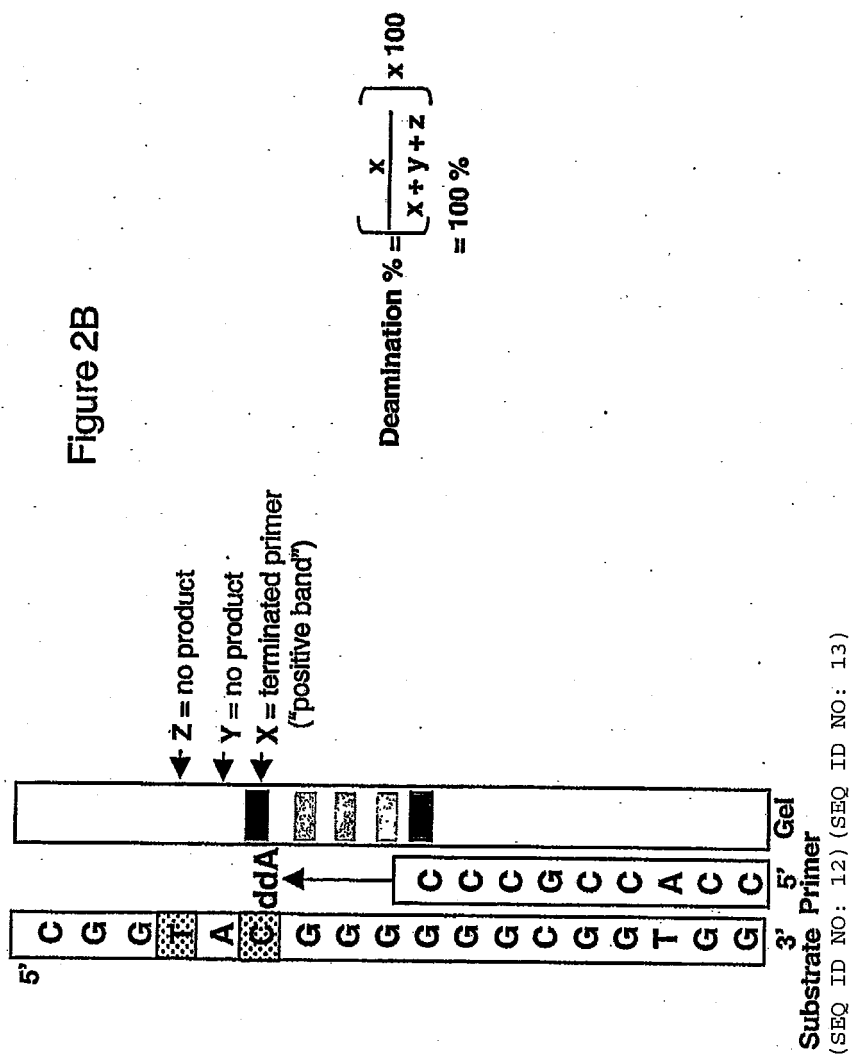 Figure 2B
5'
C G G T A G G G G G C G G T G G
3'
ddA
C C C G C C A C C
5'
Substrate Primer
Gel
(SEQ ID NO: 12) (SEQ ID NO: 13)
Z = no product
Y = no product
X = terminated primer
("positive band")
Deamination % = [ x / x + y + z ] x 100
= 100 %